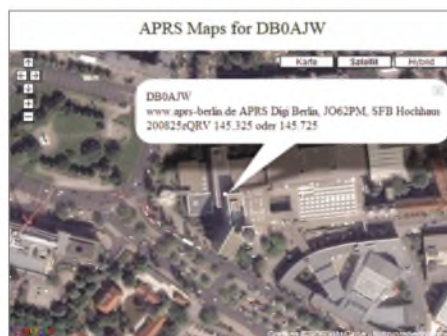 APRS Maps for DB0AJW
Karte Satellit Hybrid
DB0AJW
www.aprs-berlin.de APRS Digi Berlin, JO62PM, SFB Hochhaus
200825zQRV 145.325 oder 145.725